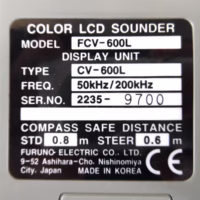 COLOR LCD SOUNDER
MODEL FCV-600L
DISPLAY UNIT
TYPE CV-600L
FREQ. 50kHz/200kHz
SER.NO. 2235-9700
COMPASS SAFE DISTANCE
STD 0.8 m STEER 0.6 m
FURUNO ELECTRIC CO., LTD.
9-52 Ashihara-Cho, Nishinomiya
City, Japan MADE IN KOREA CE